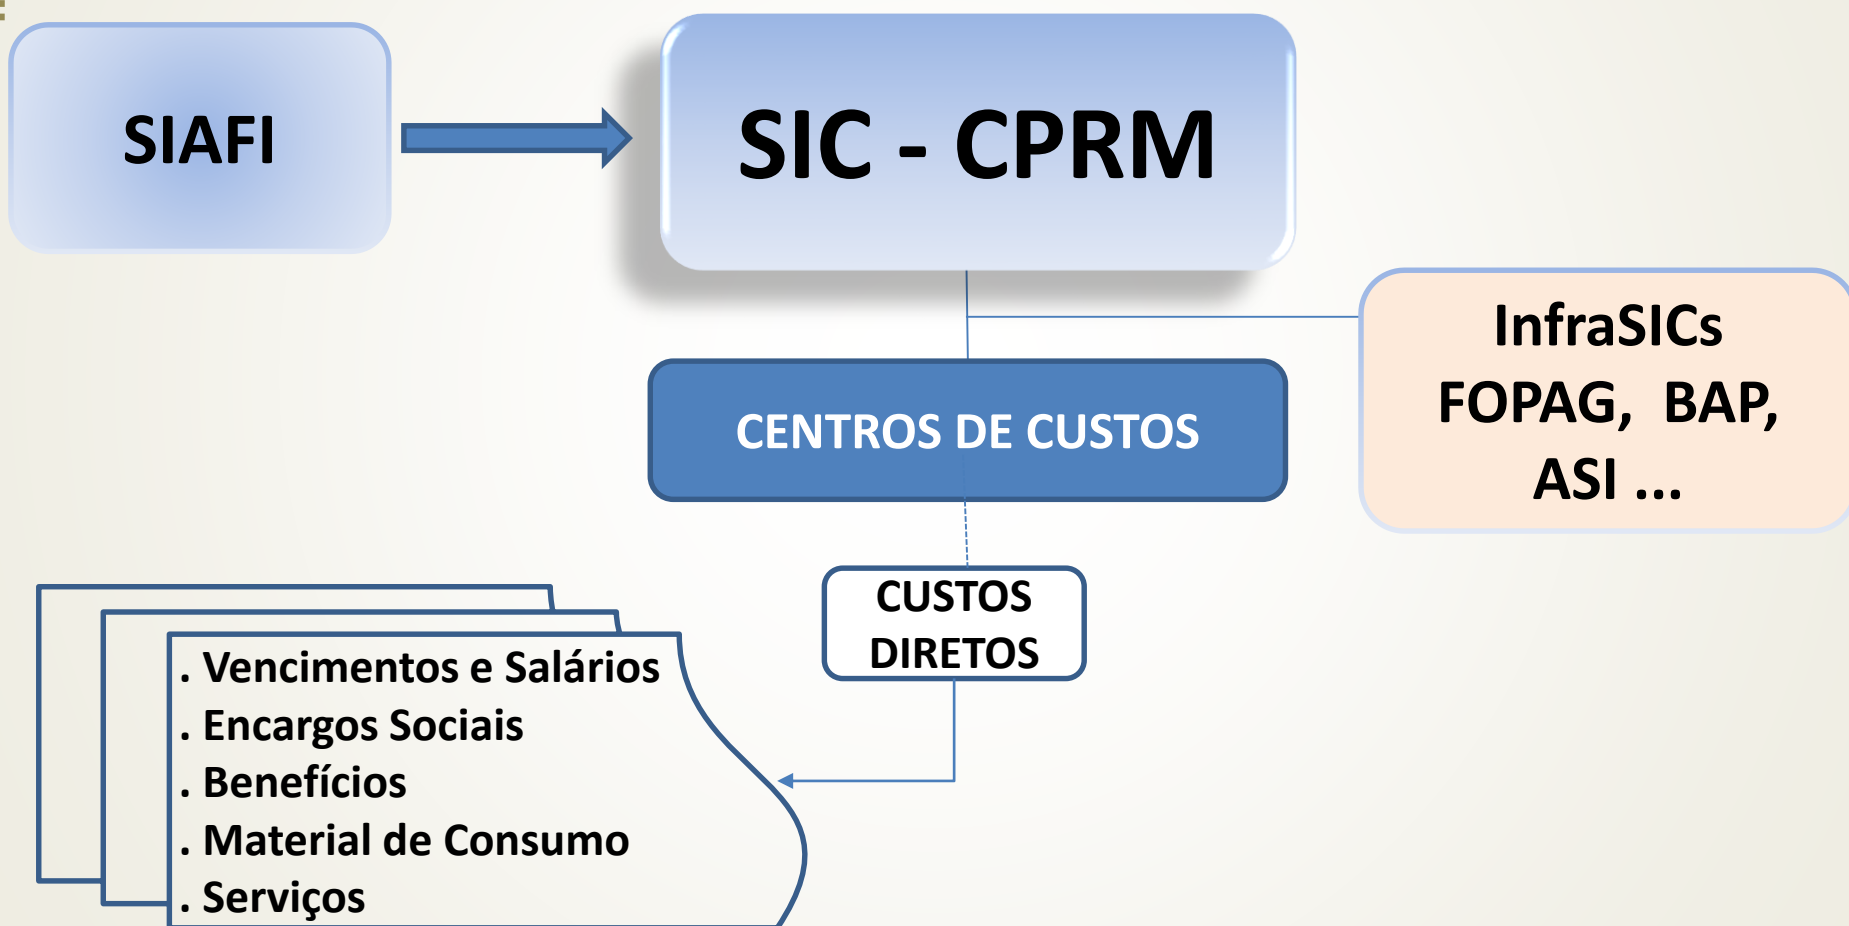 SIAFI
SIC - CPRM
InfraSICs
FOPAG, BAP,
ASI ...
CENTROS DE CUSTOS
CUSTOS
DIRETOS
. Vencimentos e Salários
. Encargos Sociais
. Benefícios
. Material de Consumo
. Serviços